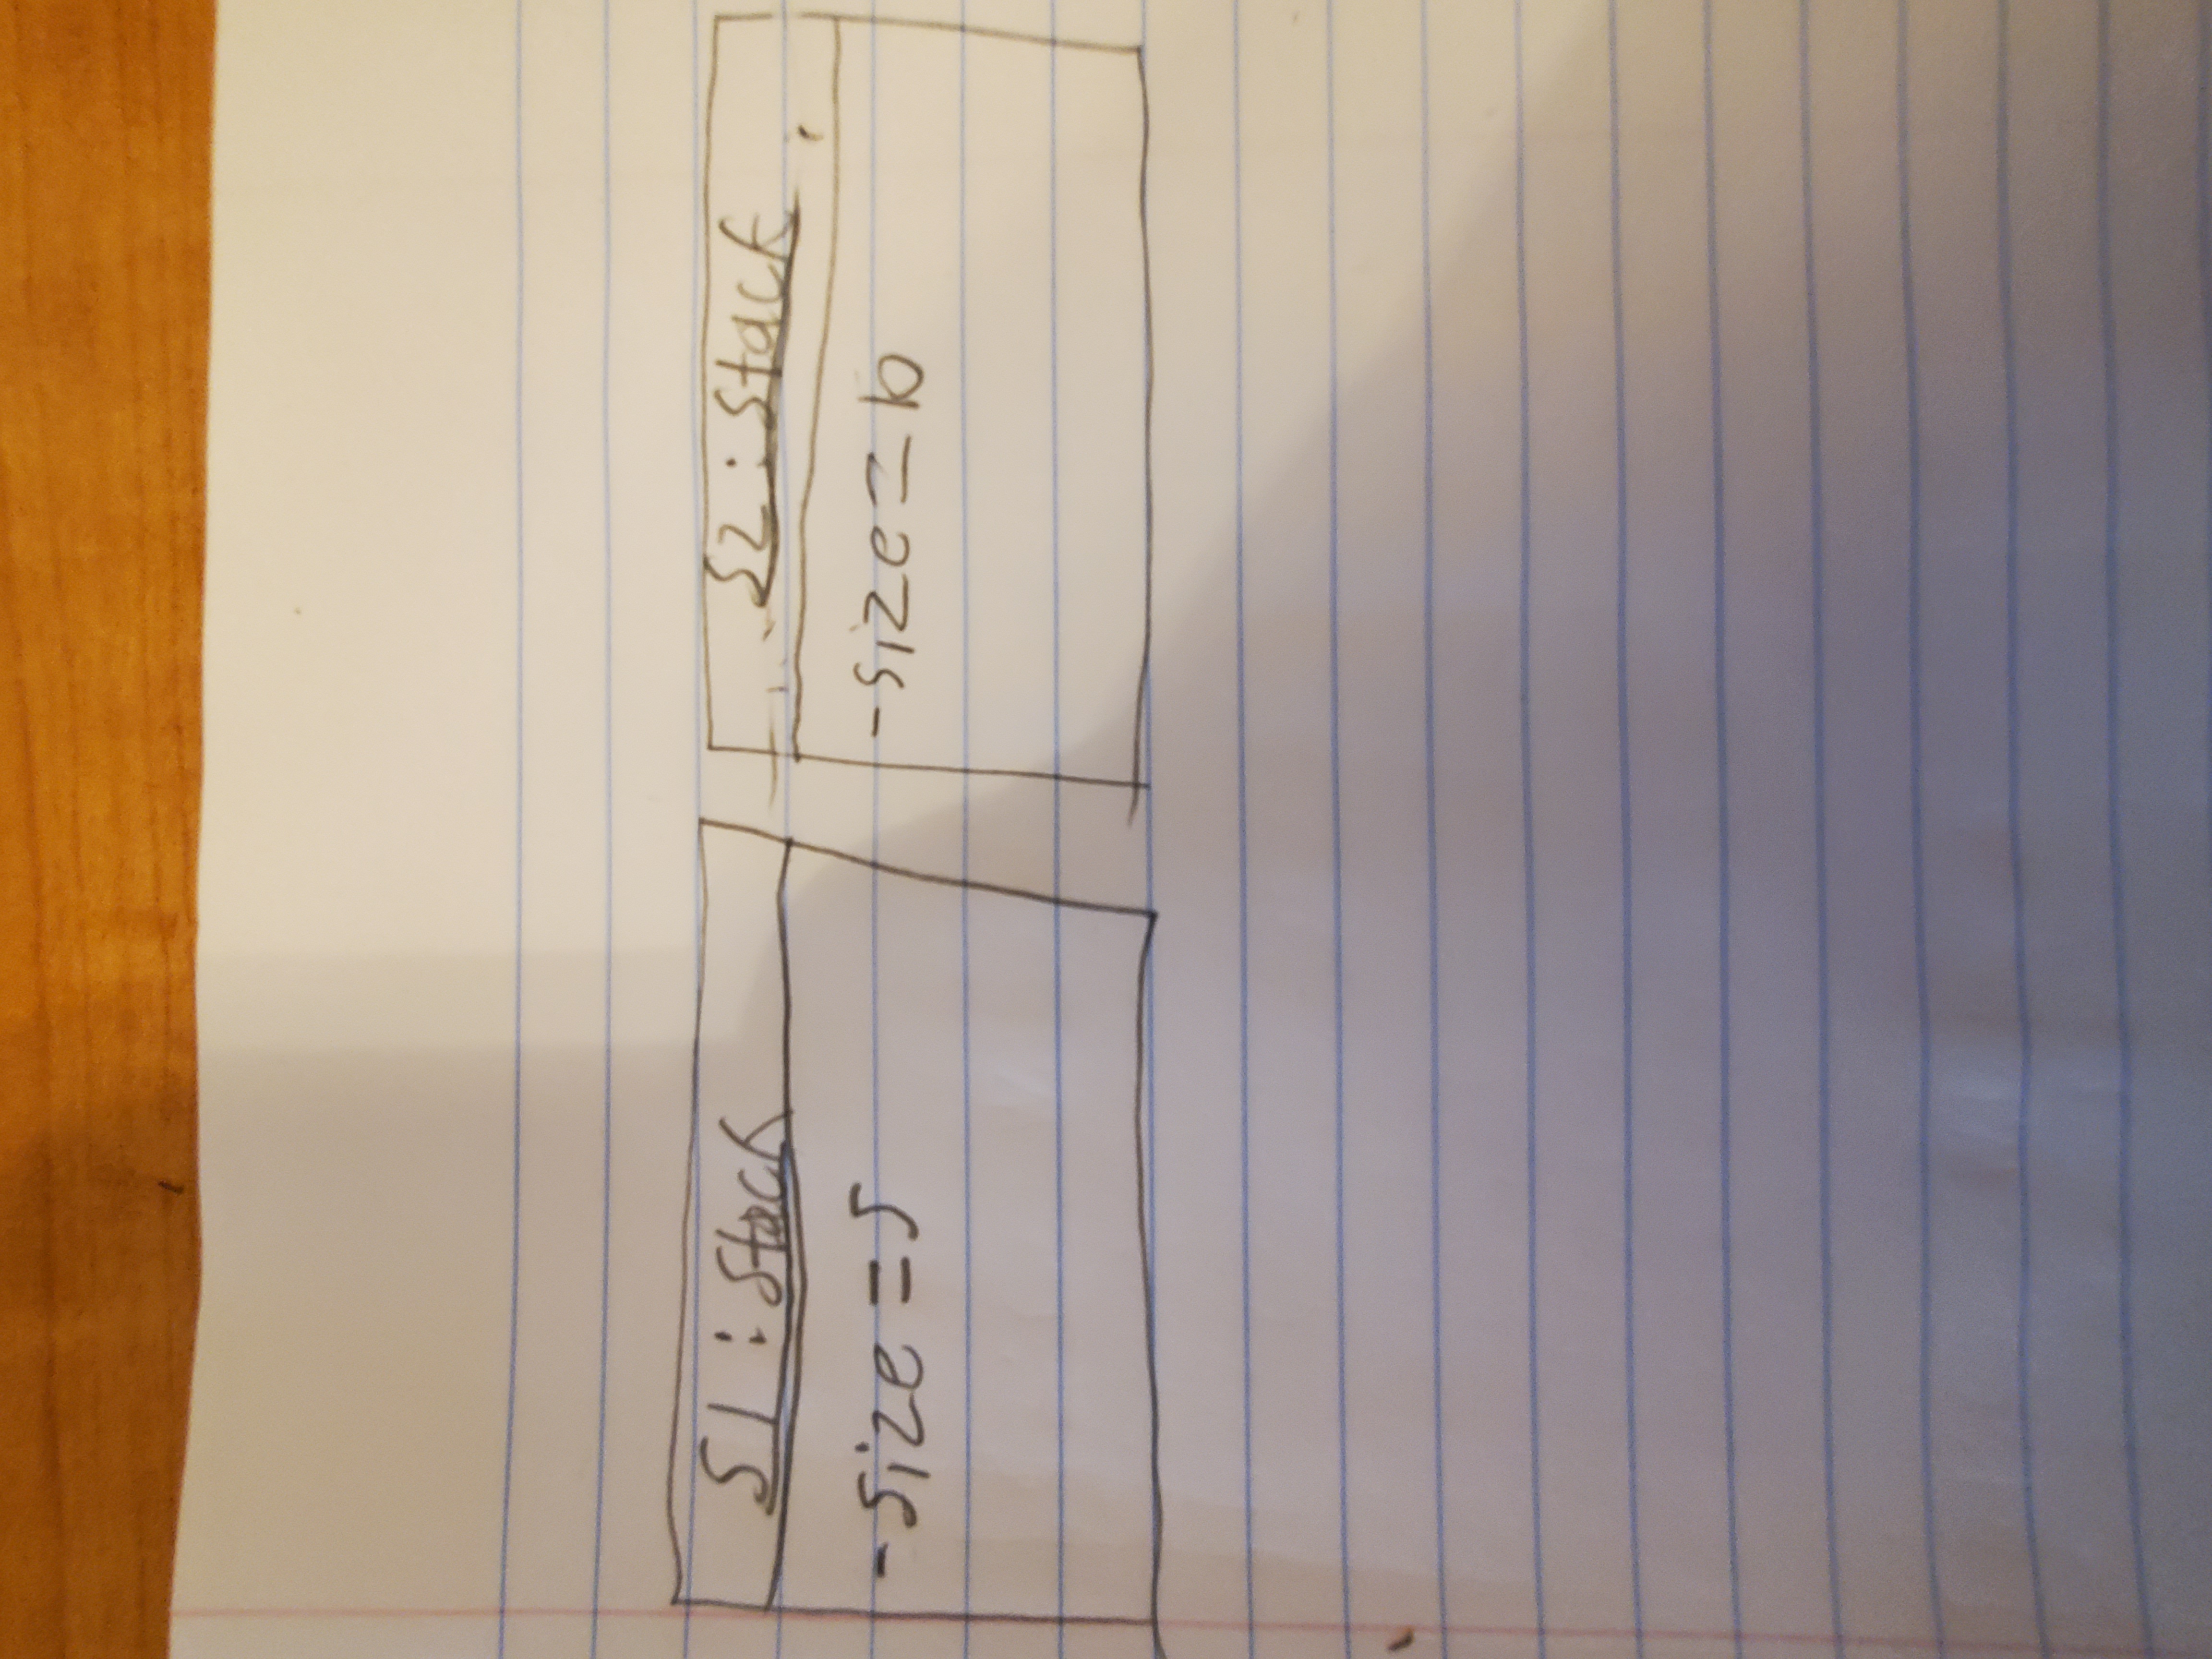 S1 : Stack
- size = 5
S2 : Stack
- size = 10